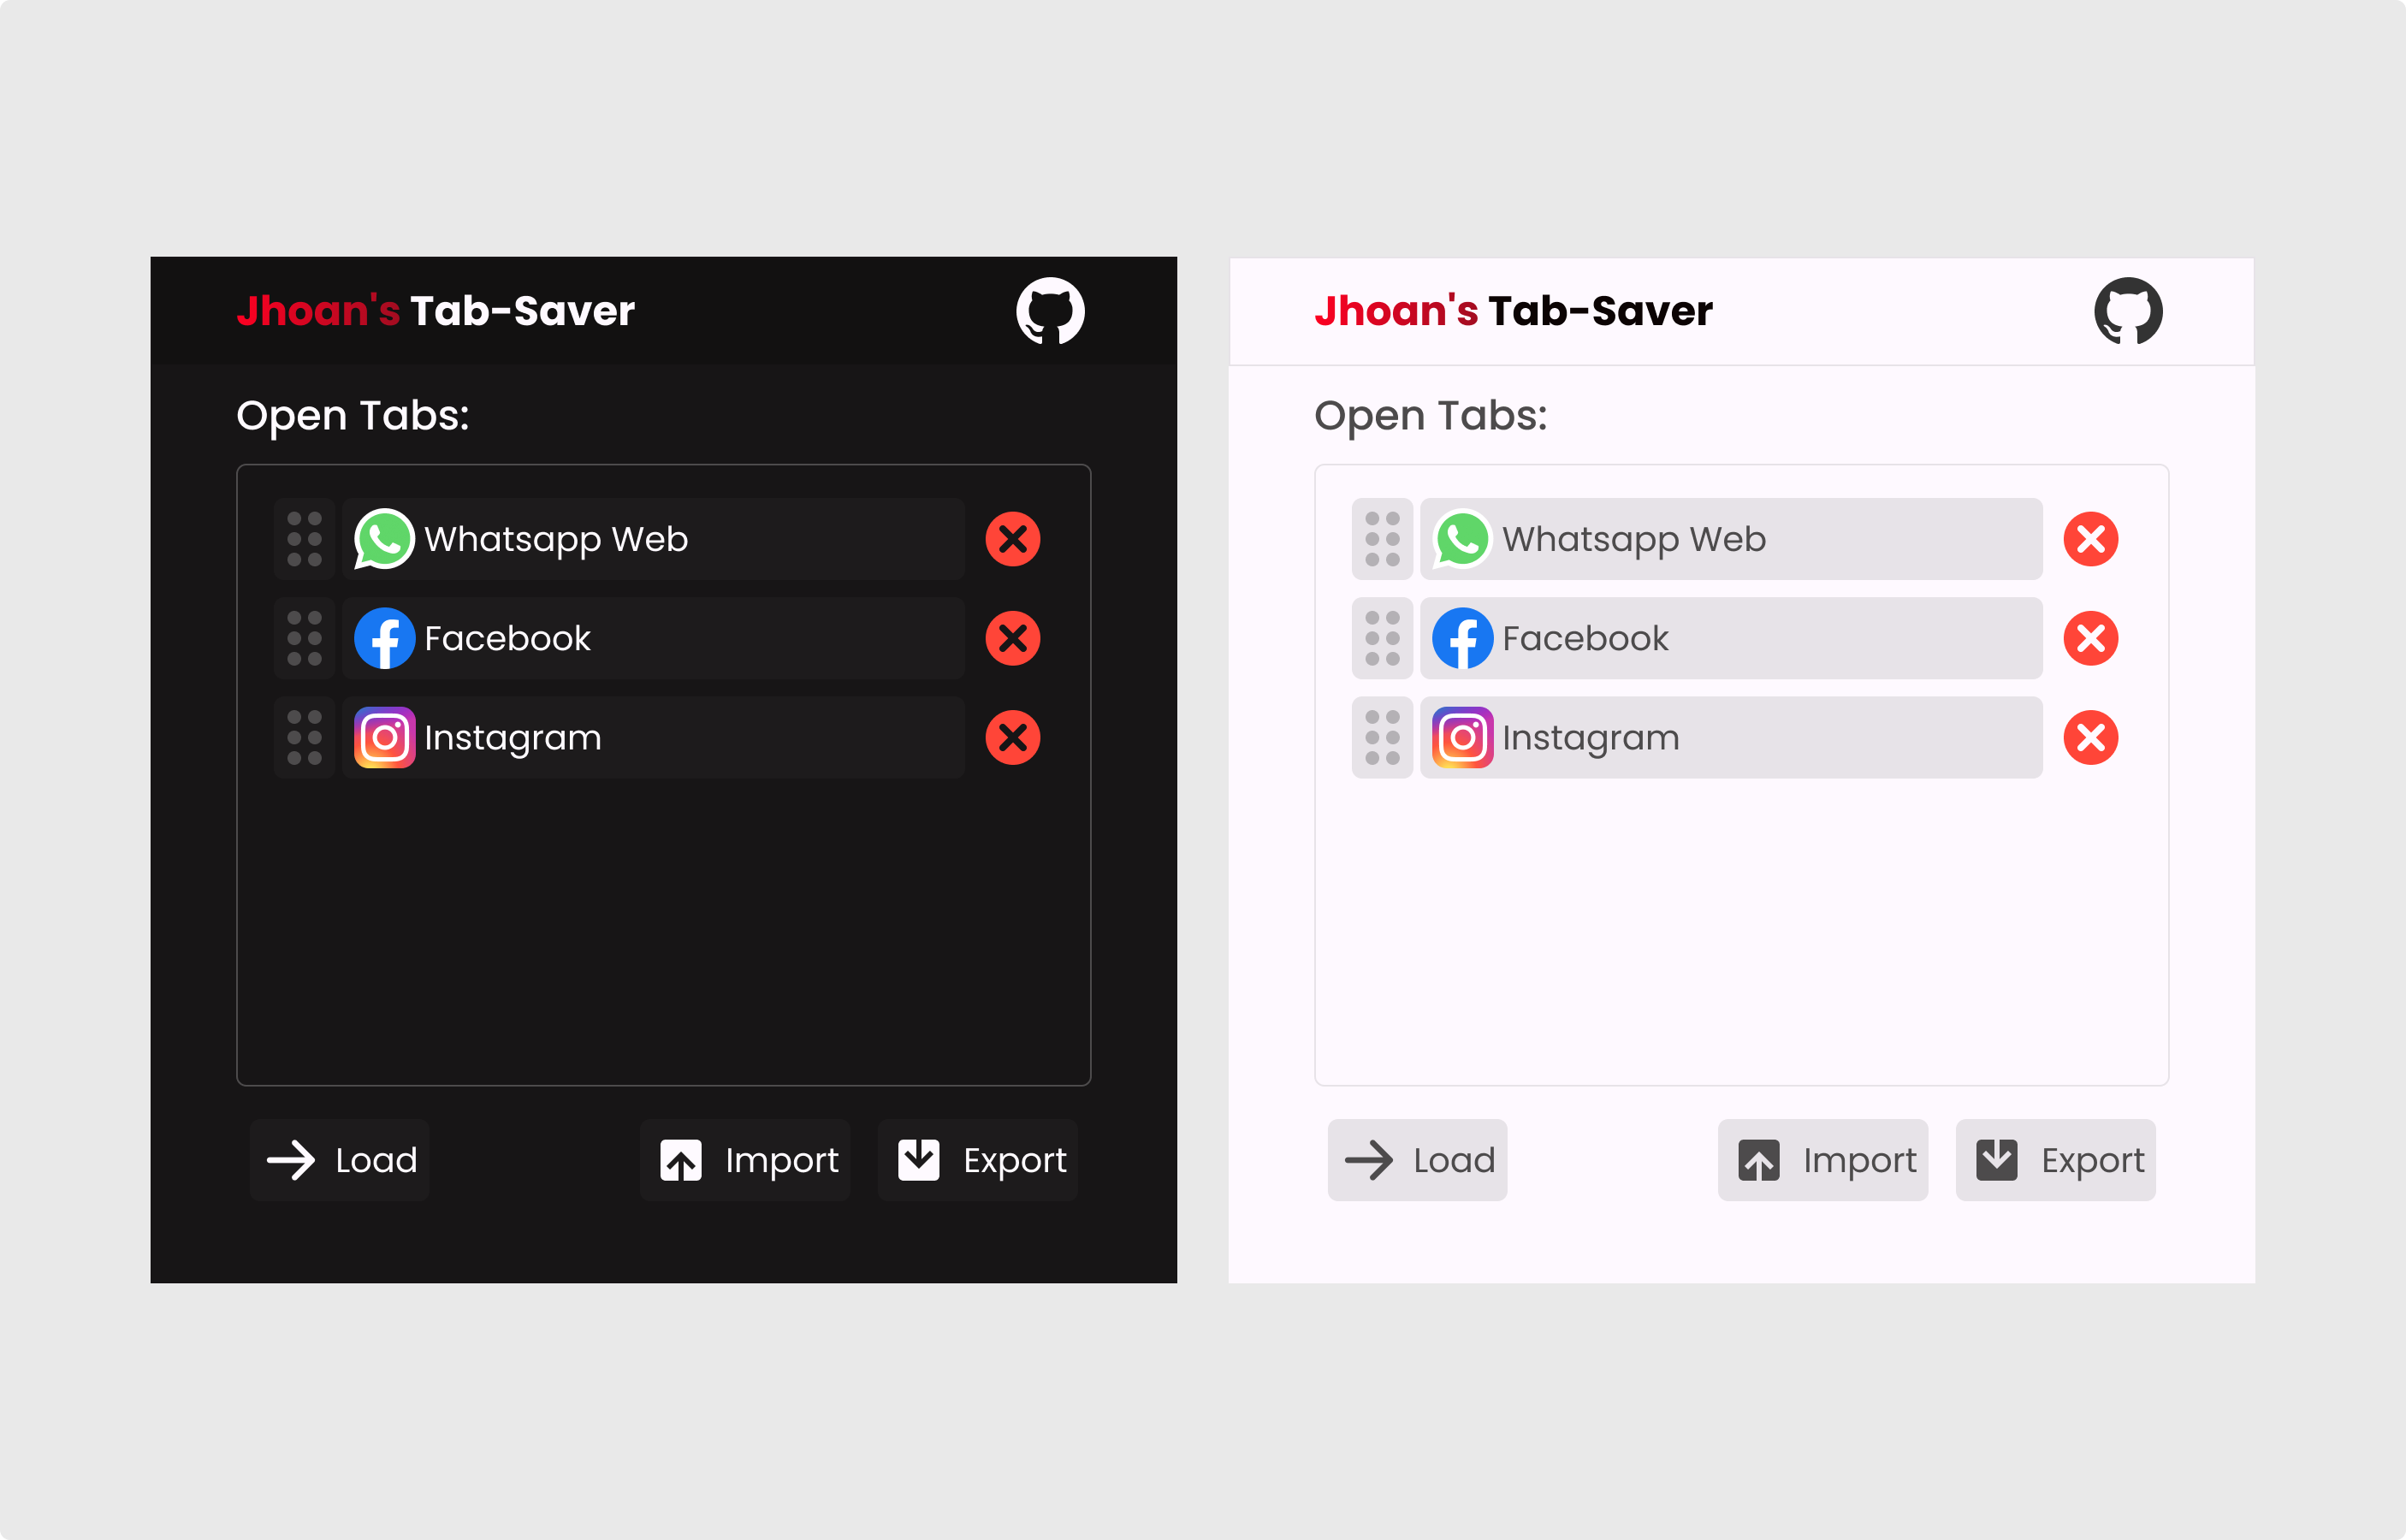 Jhoan's Tab-Saver
Open Tabs:
Whatsapp Web
Facebook
Instagram
Load
Import
Export
Jhoan's Tab-Saver
Open Tabs:
Whatsapp Web
Facebook
Instagram
Load
Import
Export